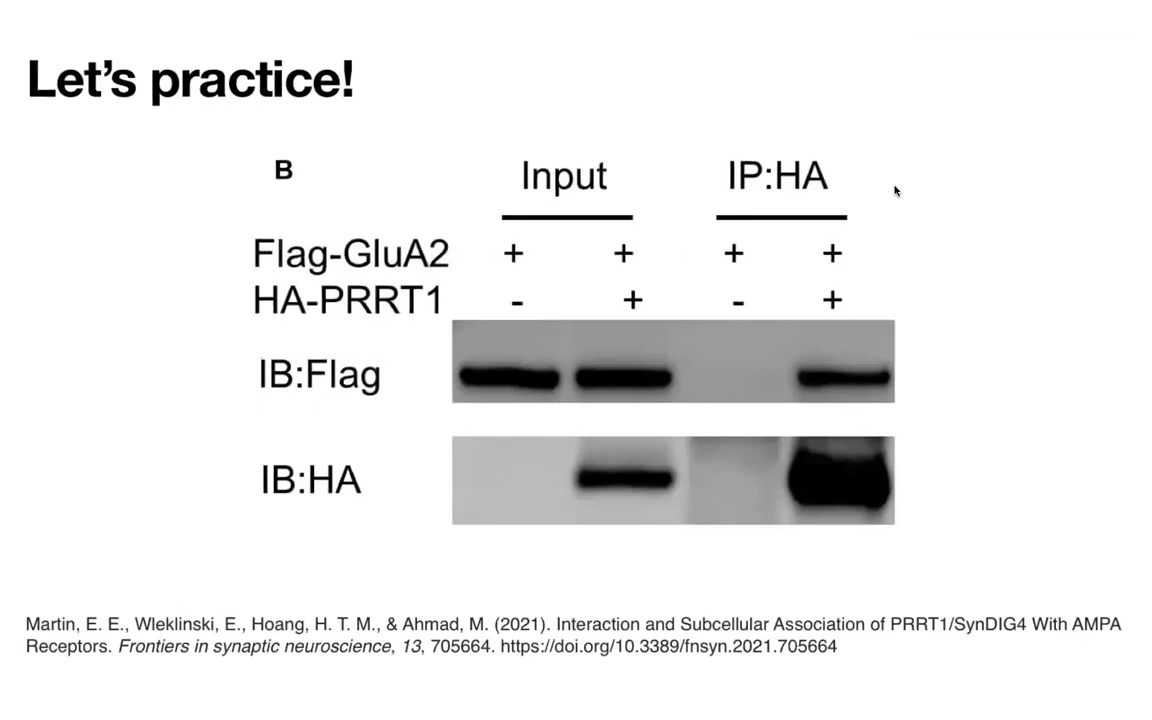 Let's practice!
B
Input IP:HA
Flag-GluA2 + + + +
HA-PRRT1 - + - +
IB:Flag
IB:HA
Martin, E. E., Wleklinski, E., Hoang, H. T. M., & Ahmad, M. (2021). Interaction and Subcellular Association of PRRT1/SynDIG4 With AMPA
Receptors. Frontiers in synaptic neuroscience, 13, 705664. https://doi.org/10.3389/fnsyn.2021.705664